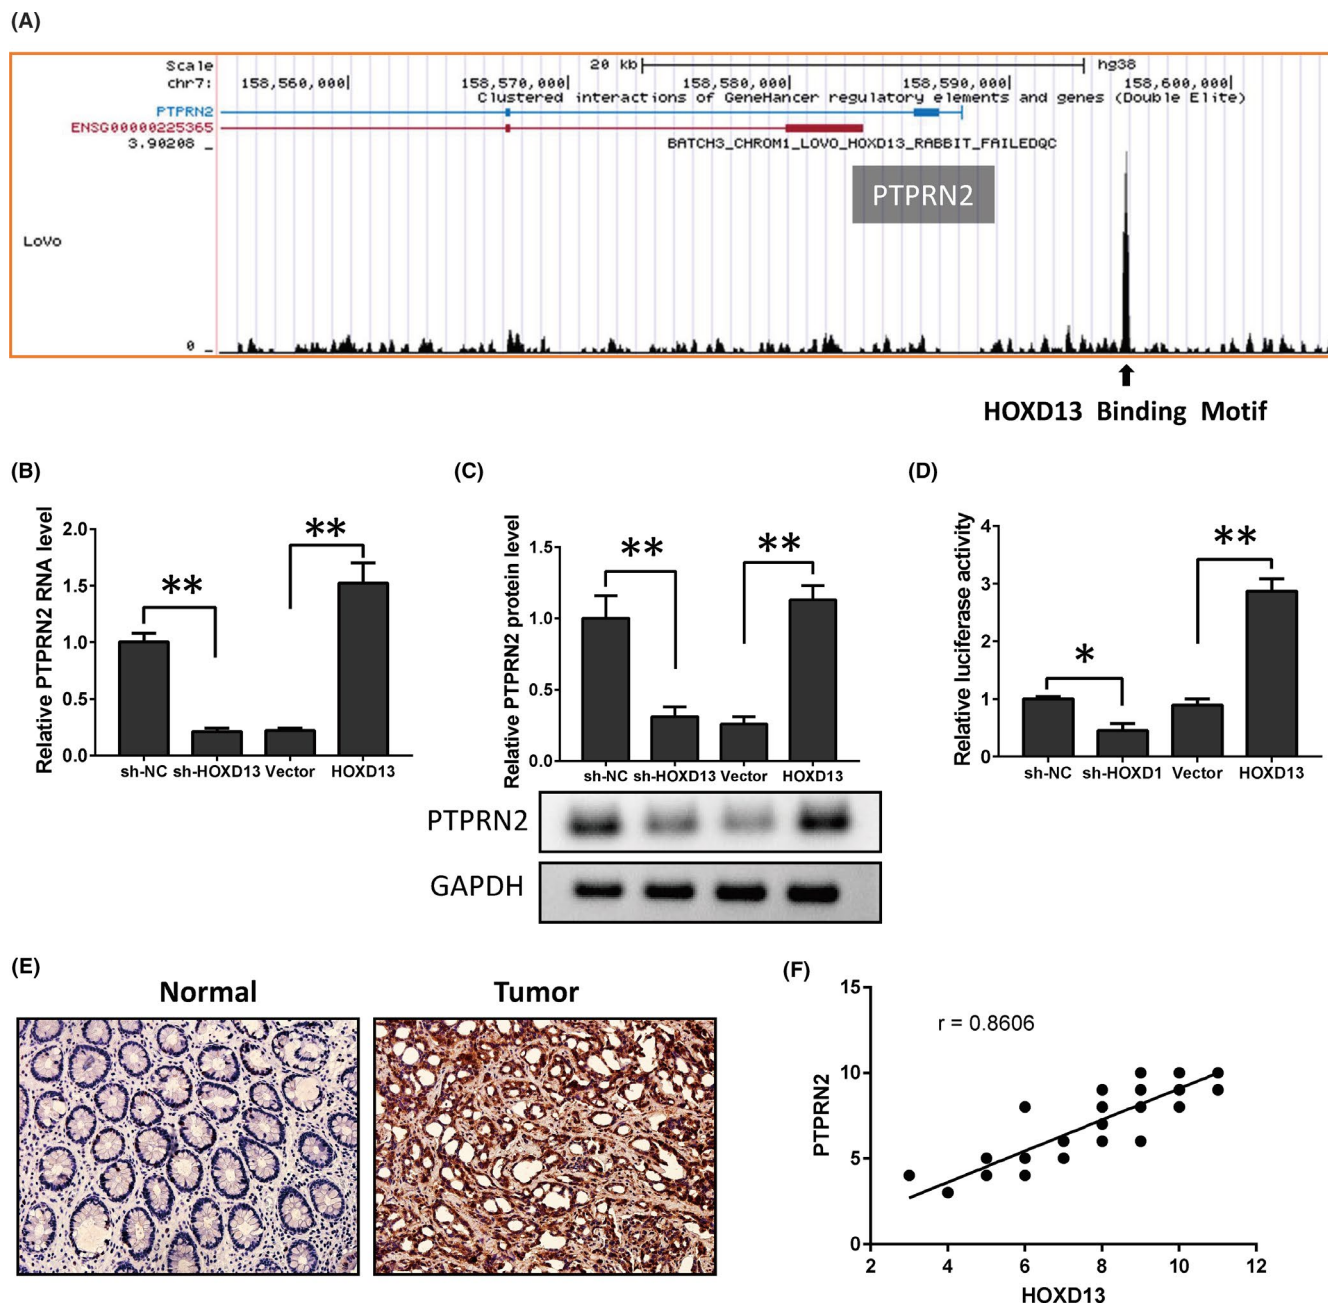 (A)
Scale 20 kb hg38
chr7: 158,560,000 158,570,000 158,580,000 158,590,000 158,600,000
Clustered interactions of GeneHancer regulatory elements and genes (Double Elite)
PTPRN2
ENSG00000225365
3.90208 _ BATCH3_CHROM1_LOVO_HOXD13_RABBIT_FAILEDQC
PTPRN2
LoVo
0 _
HOXD13 Binding Motif
(B)
Relative PTPRN2 RNA level
2.0
1.5
1.0
0.5
0.0
**
**
sh-NC sh-HOXD13 Vector HOXD13
(C)
Relative PTPRN2 protein level
1.5
1.0
0.5
0.0
**
**
sh-NC sh-HOXD13 Vector HOXD13
PTPRN2
GAPDH
(D)
Relative luciferase activity
4
3
2
1
0
*
**
sh-NC sh-HOXD1 Vector HOXD13
(E)
Normal Tumor
(F)
PTPRN2
15
10
5
0
r = 0.8606
2 4 6 8 10 12
HOXD13